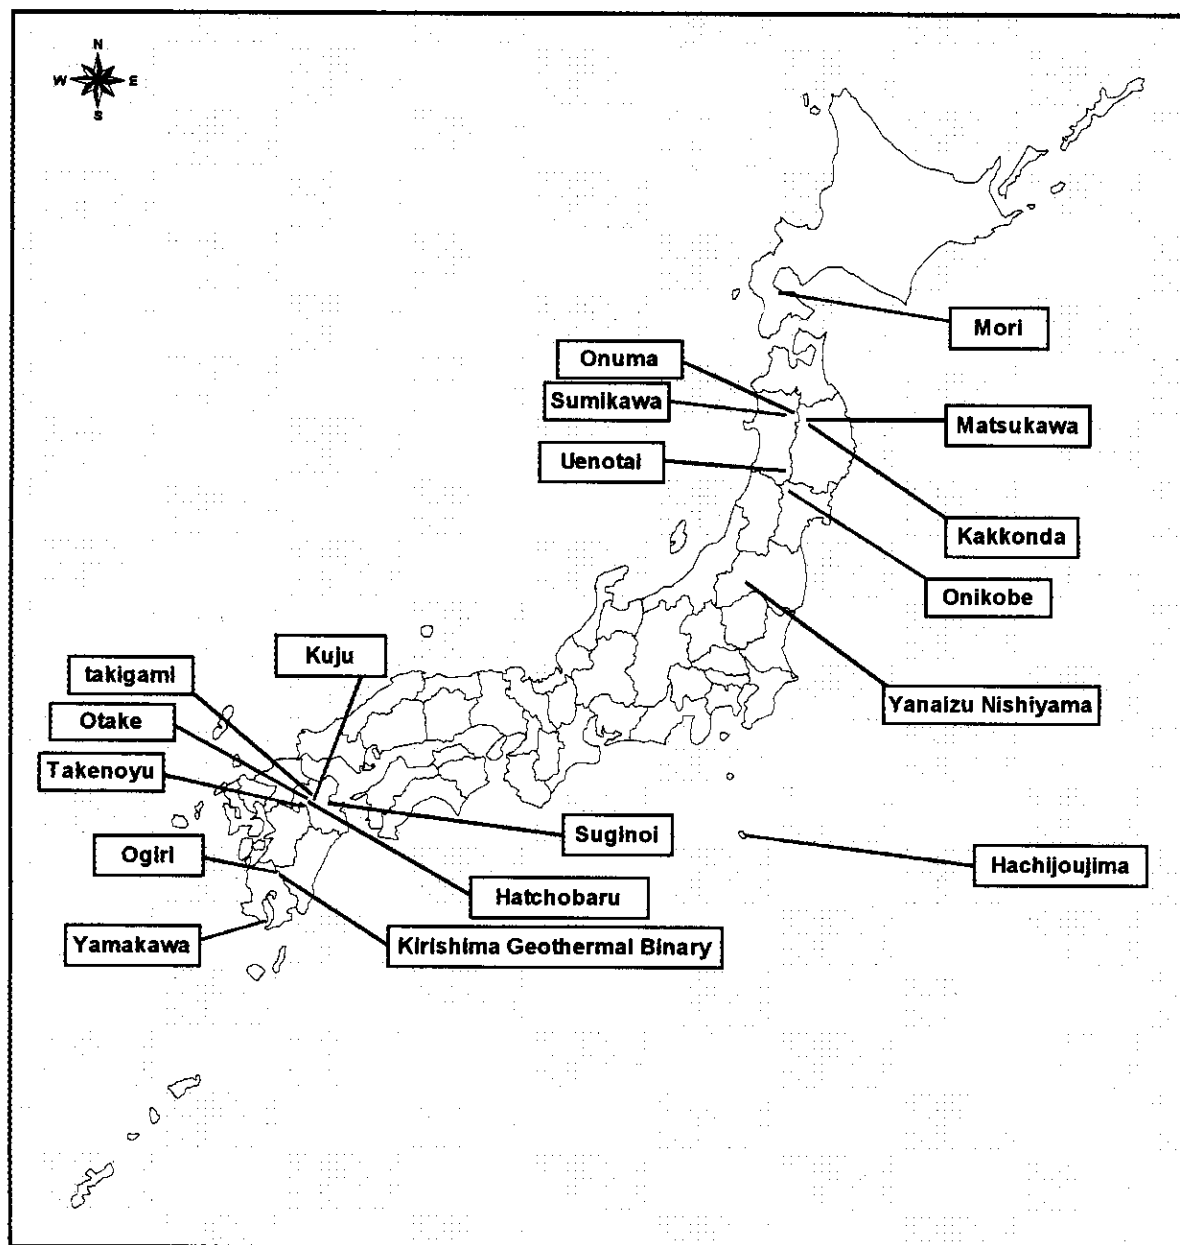 N
W E
S
Mori
Onuma
Sumikawa
Matsukawa
Uenotai
Kakkonda
Onikobe
Kuju
takigami
Yanaizu Nishiyama
Otake
Takenoyu
Suginoi
Ogiri
Hachijoujima
Hatchobaru
Yamakawa
Kirishima Geothermal Binary